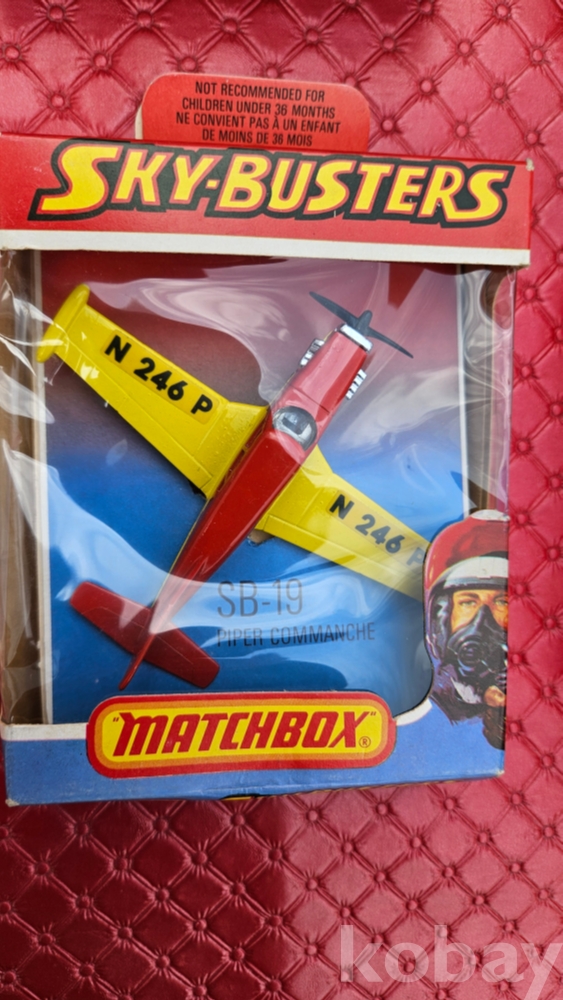 NOT RECOMMENDED FOR
CHILDREN UNDER 36 MONTHS
NE CONVIENT PAS À UN ENFANT
DE MOINS DE 36 MOIS
SKY-BUSTERS
N 246 P
N 246 P
SB-19
PIPER COMMANCHE
"MATCHBOX"®
kobay